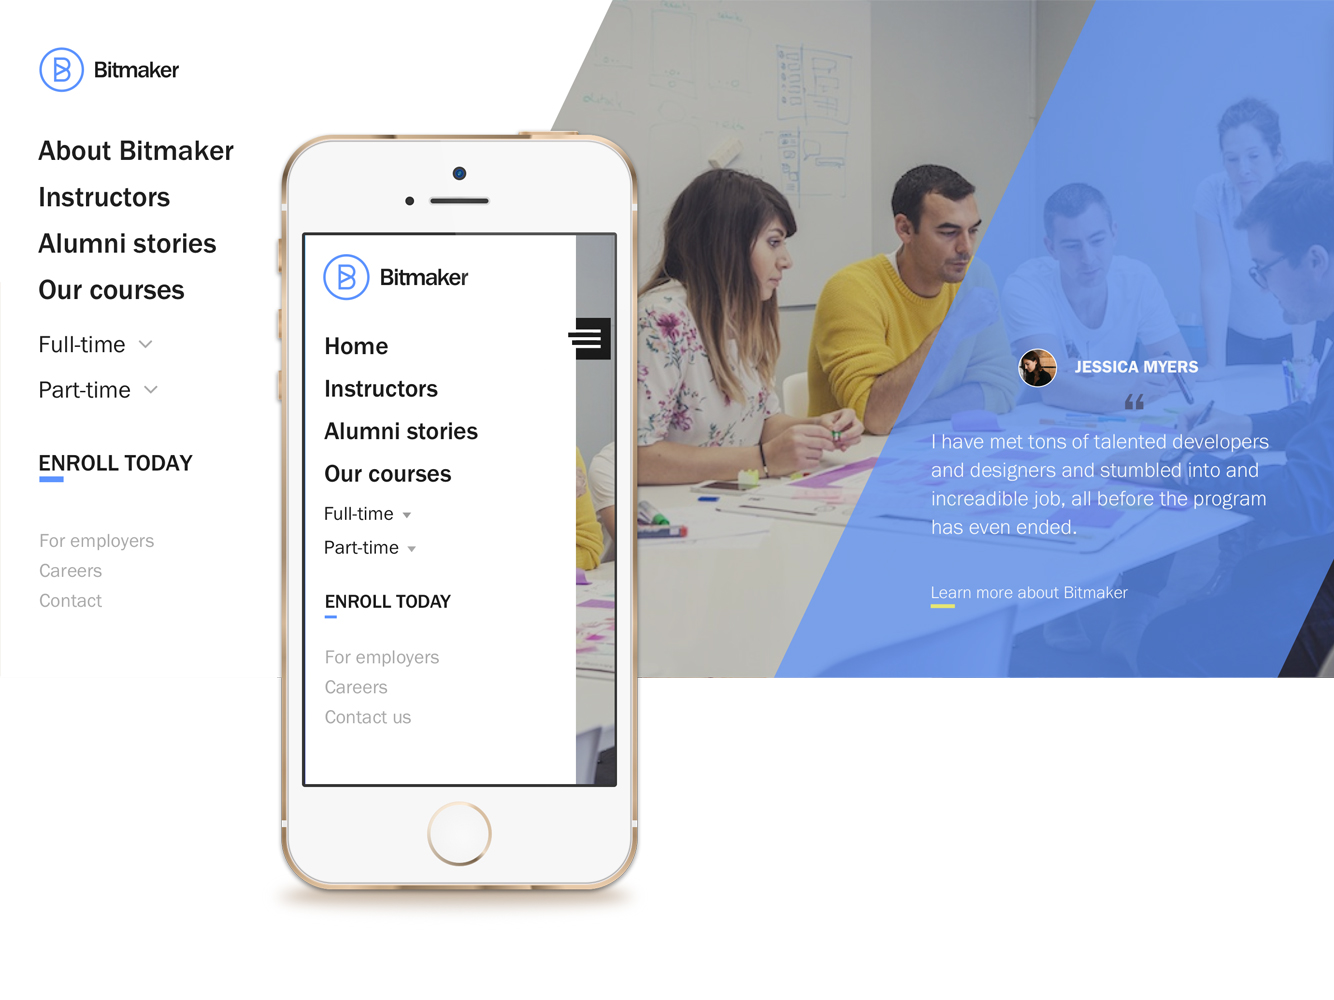 Bitmaker
About Bitmaker
Instructors
Alumni stories
Our courses
Full-time
Part-time
ENROLL TODAY
For employers
Careers
Contact
Bitmaker
Home
Instructors
Alumni stories
Our courses
Full-time
Part-time
ENROLL TODAY
For employers
Careers
Contact us
JESSICA MYERS
“
I have met tons of talented developers
and designers and stumbled into and
increadible job, all before the program
has even ended.
Learn more about Bitmaker